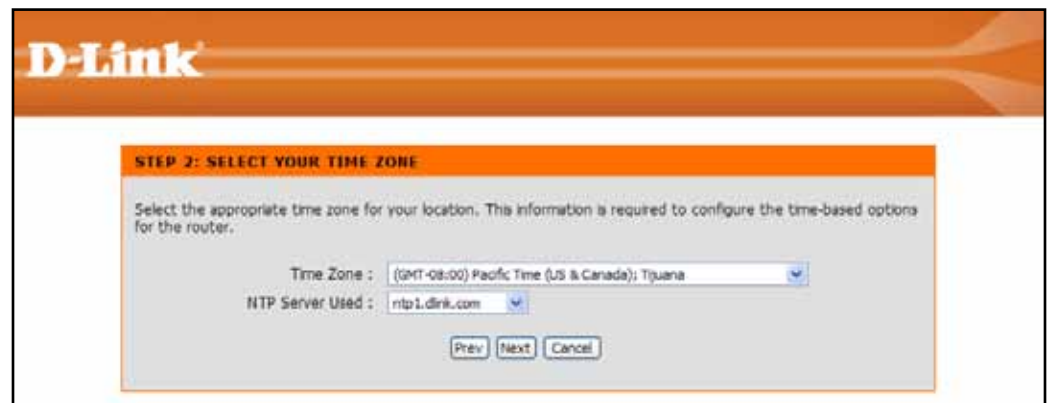 D-Link
STEP 2: SELECT YOUR TIME ZONE
Select the appropriate time zone for your location. This information is required to configure the time-based options
for the router.
Time Zone : (GMT-08:00) Pacific Time (US & Canada); Tijuana
NTP Server Used : ntp1.dlink.com
Prev Next Cancel